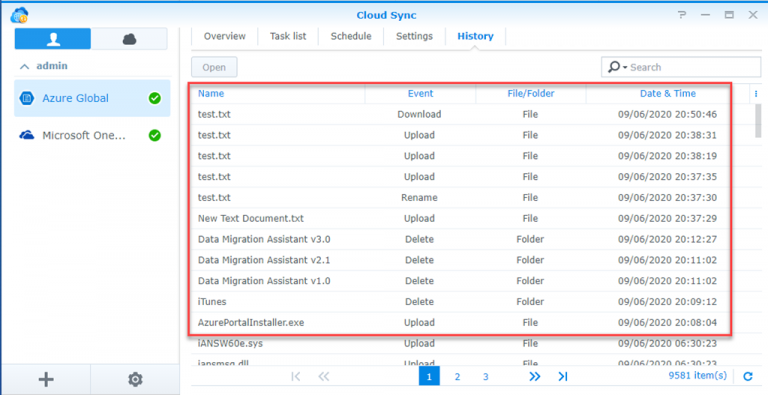 Cloud Sync
Overview Task list Schedule Settings History
admin
Azure Global
Microsoft One...
Open
Search
Name Event File/Folder Date & Time
test.txt Download File 09/06/2020 20:50:46
test.txt Upload File 09/06/2020 20:38:31
test.txt Upload File 09/06/2020 20:38:19
test.txt Upload File 09/06/2020 20:37:35
test.txt Rename File 09/06/2020 20:37:30
New Text Document.txt Upload File 09/06/2020 20:37:29
Data Migration Assistant v3.0 Delete Folder 09/06/2020 20:12:27
Data Migration Assistant v2.1 Delete Folder 09/06/2020 20:11:02
Data Migration Assistant v1.0 Delete Folder 09/06/2020 20:11:02
iTunes Delete Folder 09/06/2020 20:09:12
AzurePortalInstaller.exe Upload File 09/06/2020 20:08:04
iANSW60e.sys Upload File 09/06/2020 06:30:23
iansmsg.dll Upload File 09/06/2020 06:30:23
1 2 3 9581 item(s)